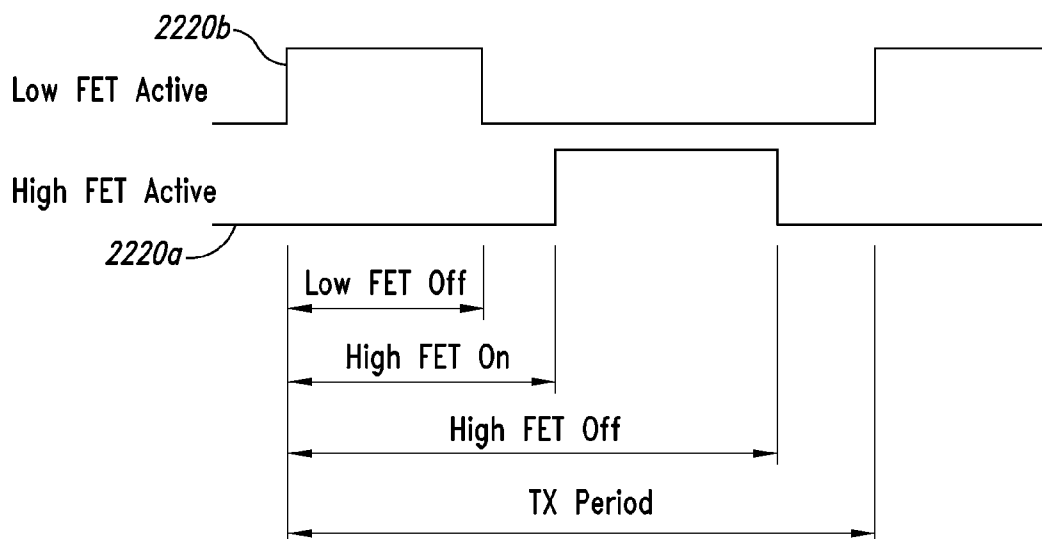 2220b
Low FET Active
High FET Active
2220a
Low FET Off
High FET On
High FET Off
TX Period